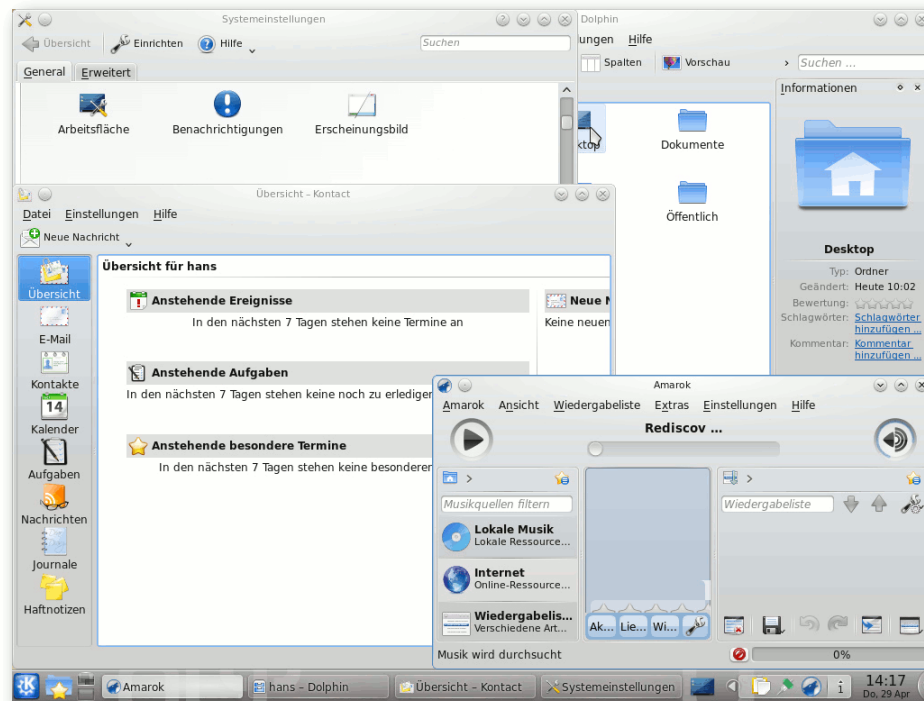 Systemeinstellungen
Übersicht Einrichten Hilfe Suchen
General Erweitert
Arbeitsfläche Benachrichtigungen Erscheinungsbild
Dolphin
Hilfe
Spalten Vorschau Suchen ...
Dokumente
Öffentlich
Informationen
Desktop
Typ: Ordner
Geändert: Heute 10:02
Bewertung:
Schlagwörter: Schlagwörter
hinzufügen ...
Kommentar: Kommentar
hinzufügen ...
Übersicht – Kontact
Datei Einstellungen Hilfe
Neue Nachricht
Übersicht
E-Mail
Kontakte
14
Kalender
Aufgaben
Nachrichten
Journale
Haftnotizen
Übersicht für hans
Anstehende Ereignisse
In den nächsten 7 Tagen stehen keine Termine an
Neue
Keine neuen
Anstehende Aufgaben
In den nächsten 7 Tagen stehen keine noch zu
Anstehende besondere Termine
In den nächsten 7 Tagen stehen keine besonderen
Amarok
Amarok Ansicht Wiedergabeliste Extras Einstellungen Hilfe
Rediscov ...
Musikquellen filtern
Lokale Musik
Lokale Ressource...
Internet
Online-Ressource...
Wiedergabelis...
Verschiedene Art...
Ak... Lie... Wi...
Wiedergabeliste
Musik wird durchsucht
0%
Amarok
hans – Dolphin
Übersicht – Kontact
Systemeinstellungen
14:17
Do, 29 Apr